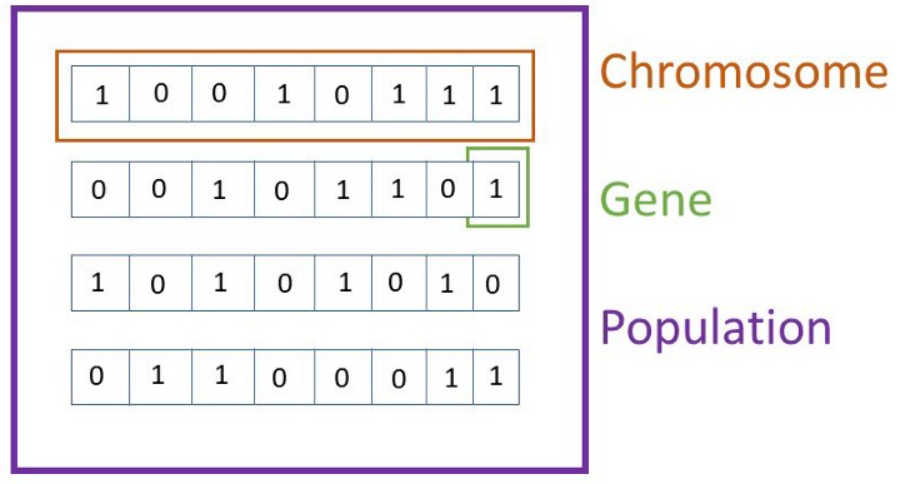 1 0 0 1 0 1 1 1
Chromosome
0 0 1 0 1 1 0 1
Gene
1 0 1 0 1 0 1 0
Population
0 1 1 0 0 0 1 1